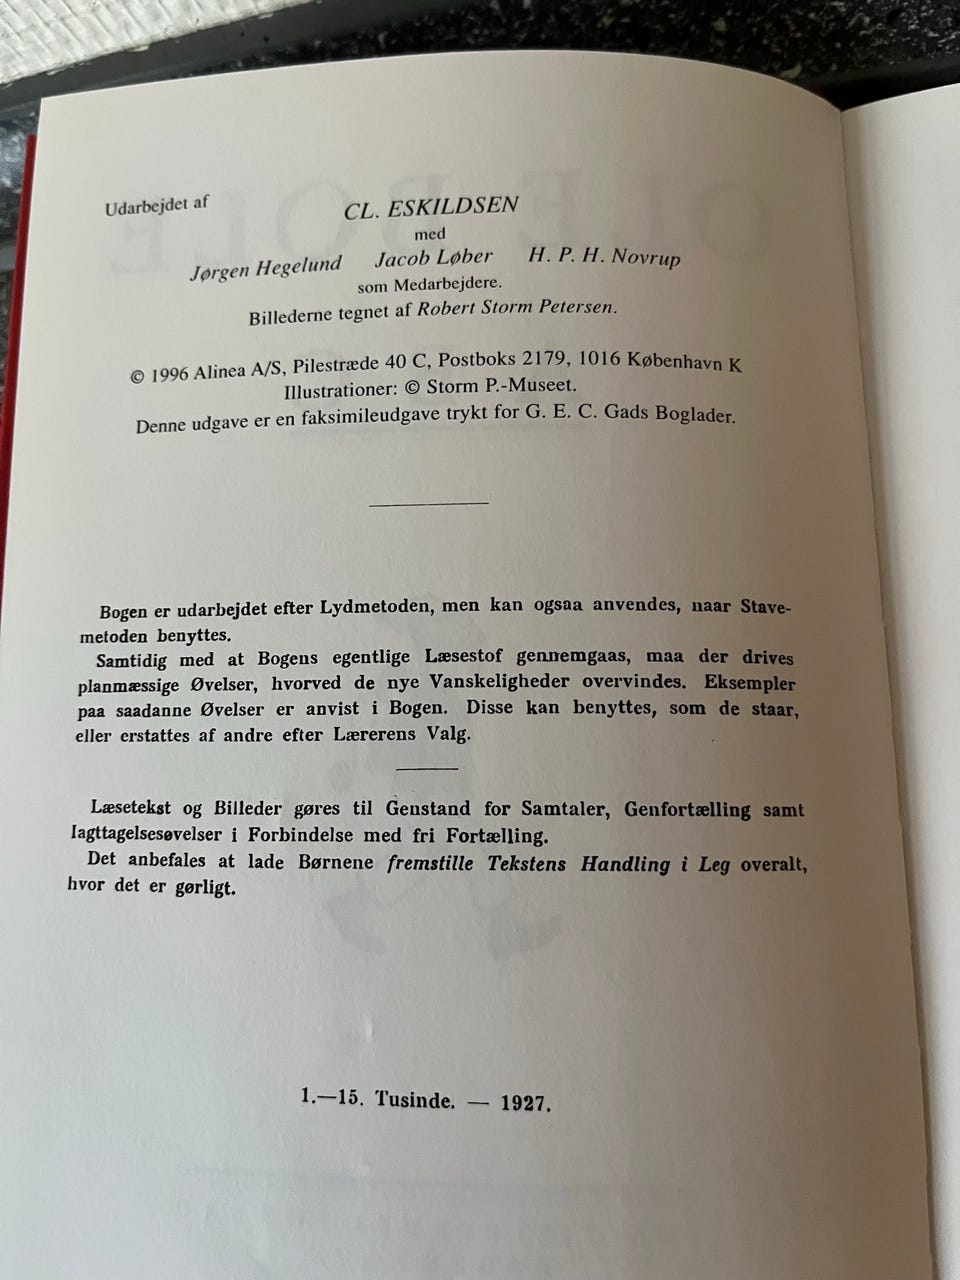 Udarbejdet af
CL. ESKILDSEN
med
Jørgen Hegelund Jacob Løber H. P. H. Novrup
som Medarbejdere.
Billederne tegnet af Robert Storm Petersen.
© 1996 Alinea A/S, Pilestræde 40 C, Postboks 2179, 1016 København K
Illustrationer: © Storm P.-Museet.
Denne udgave er en faksimileudgave trykt for G. E. C. Gads Boglader.
Bogen er udarbejdet efter Lydmetoden, men kan ogsaa anvendes, naar Stave-
metoden benyttes.
Samtidig med at Bogens egentlige Læsestof gennemgaas, maa der drives
planmæssige Øvelser, hvorved de nye Vanskeligheder overvindes. Eksempler
paa saadanne Øvelser er anvist i Bogen. Disse kan benyttes, som de staar,
eller erstattes af andre efter Lærerens Valg.
Læsetekst og Billeder gøres til Genstand for Samtaler, Genfortælling samt
Iagttagelsesøvelser i Forbindelse med fri Fortælling.
Det anbefales at lade Børnene fremstille Tekstens Handling i Leg overalt,
hvor det er gørligt.
1.—15. Tusinde. — 1927.